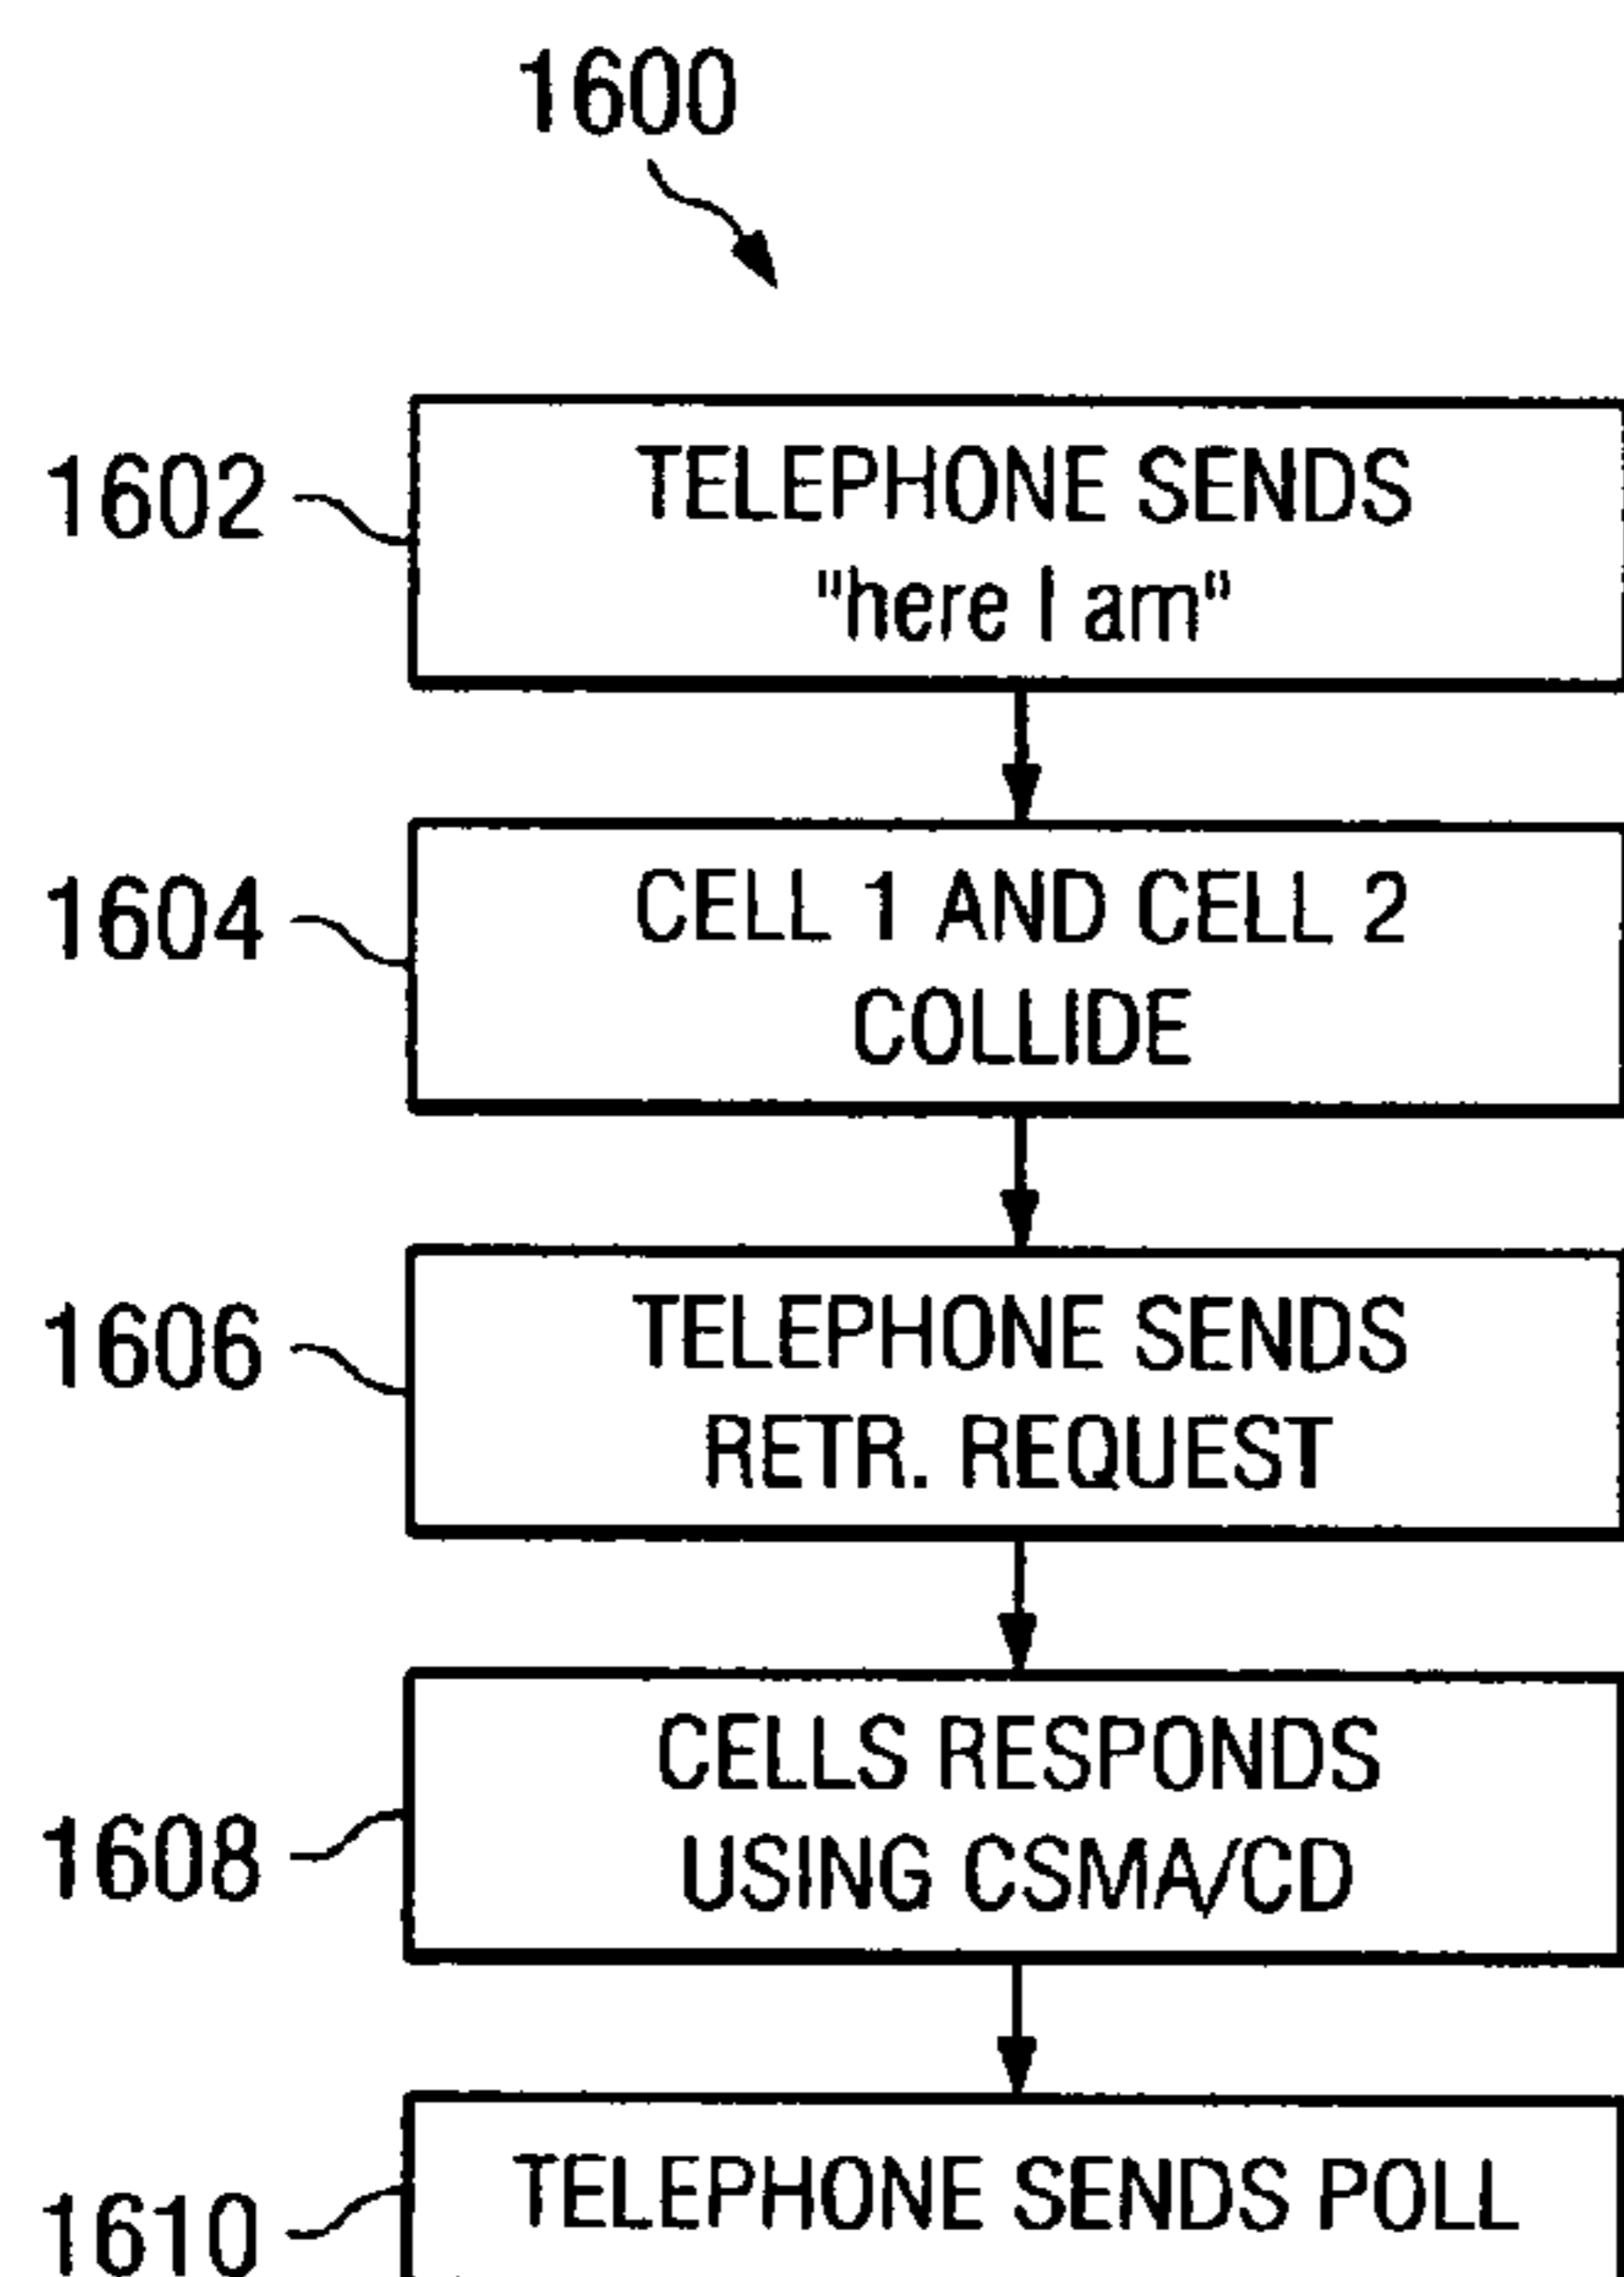 1600
1602
TELEPHONE SENDS
"here I am"
1604
CELL 1 AND CELL 2
COLLIDE
1606
TELEPHONE SENDS
RETR. REQUEST
1608
CELLS RESPONDS
USING CSMA/CD
1610
TELEPHONE SENDS POLL